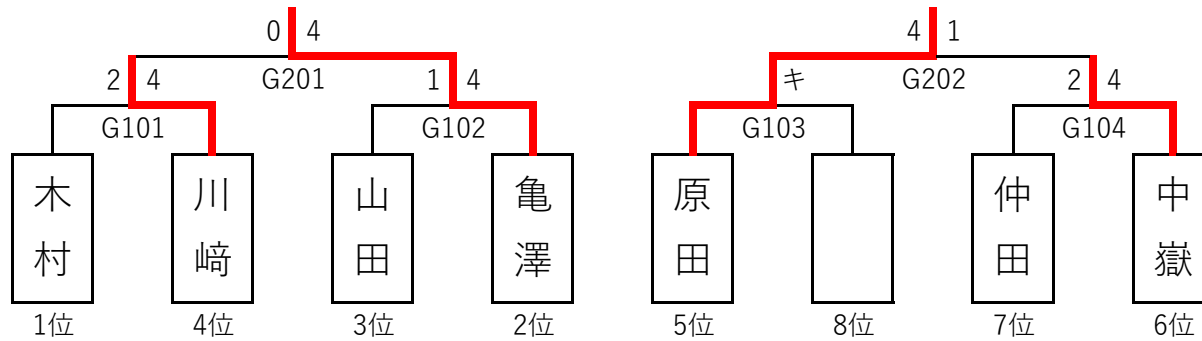 0 4 4 1
2 4 G201 1 4 キ G202 2 4
G101 G102 G103 G104
木村 川﨑 山田 亀澤 原田 仲田 中嶽
1位 4位 3位 2位 5位 8位 7位 6位